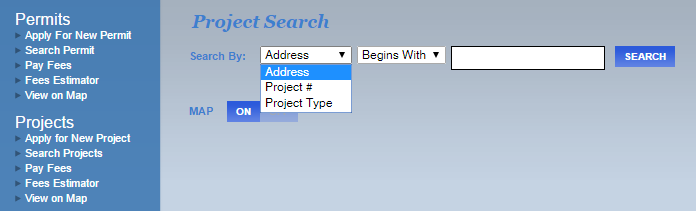 Permits
Apply For New Permit
Search Permit
Pay Fees
Fees Estimator
View on Map
Projects
Apply for New Project
Search Projects
Pay Fees
Fees Estimator
View on Map
Project Search
Search By: Address Begins With SEARCH
Address
Project #
Project Type
MAP ON